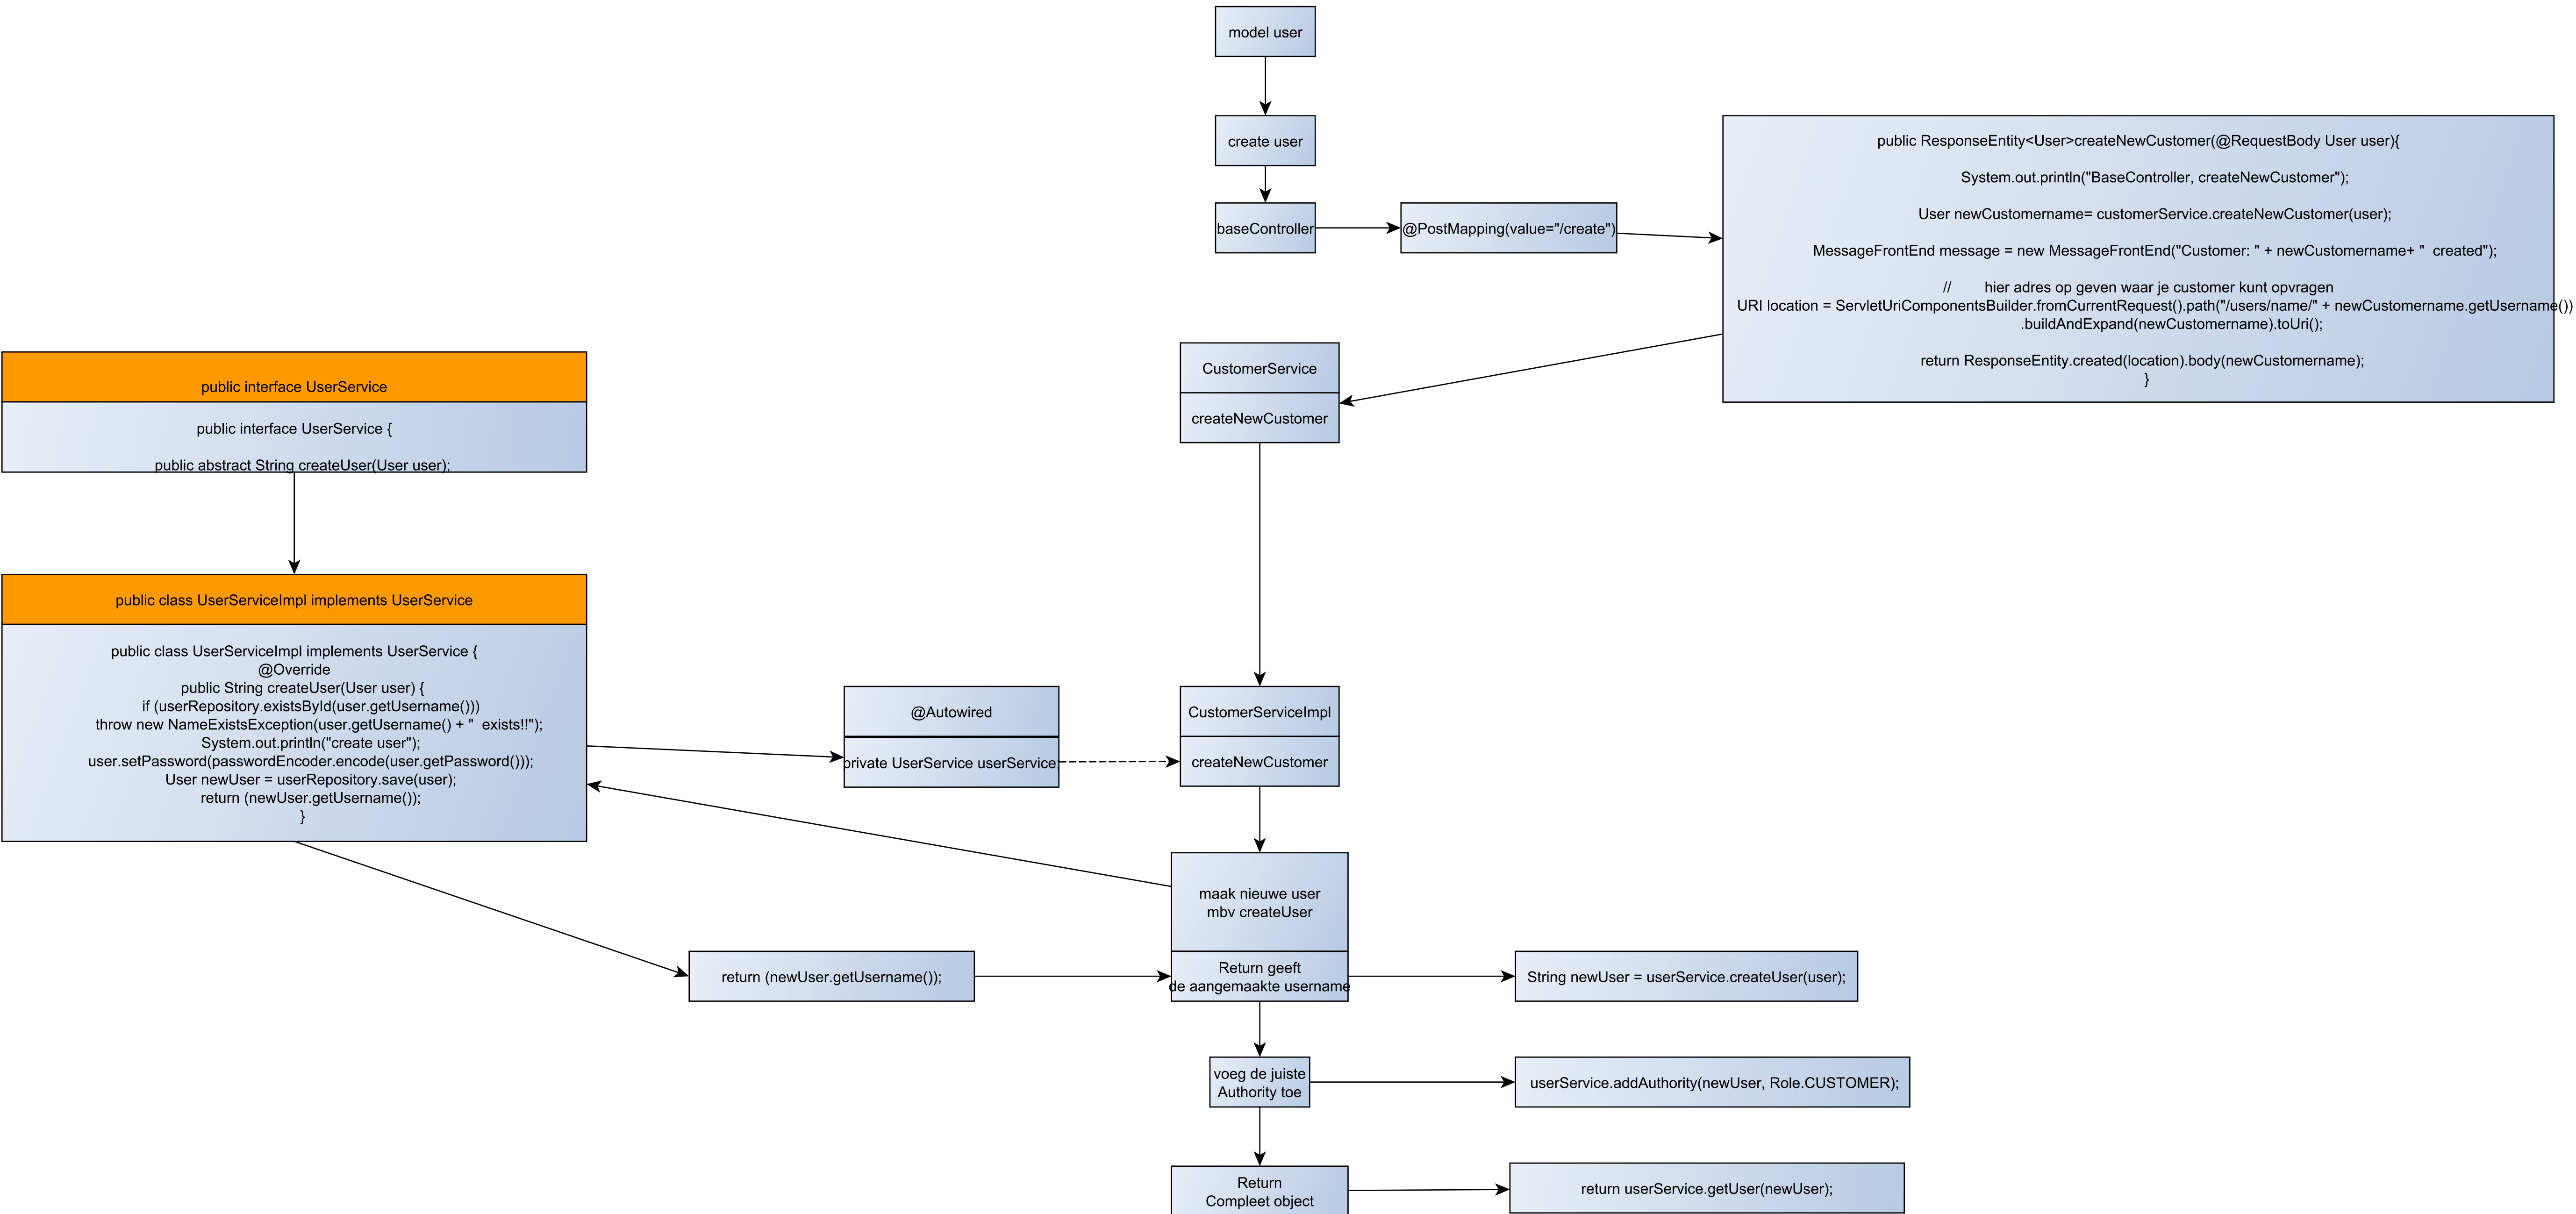 model user
create user
baseController
@PostMapping(value="/create")
public ResponseEntity<User>createNewCustomer(@RequestBody User user){
System.out.println("BaseController, createNewCustomer");
User newCustomername= customerService.createNewCustomer(user);
MessageFrontEnd message = new MessageFrontEnd("Customer: " + newCustomername+ "  created");
//        hier adres op geven waar je customer kunt opvragen
URI location = ServletUriComponentsBuilder.fromCurrentRequest().path("/users/name/" + newCustomername.getUsername())
.buildAndExpand(newCustomername).toUri();
return ResponseEntity.created(location).body(newCustomername);
}
CustomerService
createNewCustomer
public interface UserService
public interface UserService {
public abstract String createUser(User user);
public class UserServiceImpl implements UserService
public class UserServiceImpl implements UserService {
@Override
public String createUser(User user) {
if (userRepository.existsById(user.getUsername()))
throw new NameExistsException(user.getUsername() + "  exists!!");
System.out.println("create user");
user.setPassword(passwordEncoder.encode(user.getPassword()));
User newUser = userRepository.save(user);
return (newUser.getUsername());
}
@Autowired
private UserService userService;
CustomerServiceImpl
createNewCustomer
maak nieuwe user
mbv createUser
return (newUser.getUsername());
Return geeft
de aangemaakte username
String newUser = userService.createUser(user);
voeg de juiste
Authority toe
userService.addAuthority(newUser, Role.CUSTOMER);
Return
Compleet object
return userService.getUser(newUser);